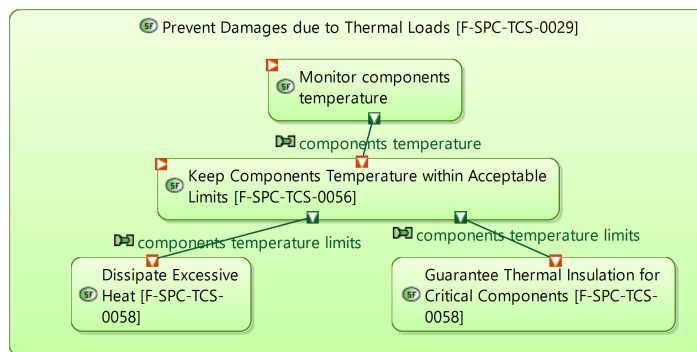 SF Prevent Damages due to Thermal Loads [F-SPC-TCS-0029]
SF Monitor components
temperature
components temperature
SF Keep Components Temperature within Acceptable
Limits [F-SPC-TCS-0056]
components temperature limits
components temperature limits
Dissipate Excessive
SF Heat [F-SPC-TCS-
0058]
Guarantee Thermal Insulation for
SF Critical Components [F-SPC-TCS-
0058]